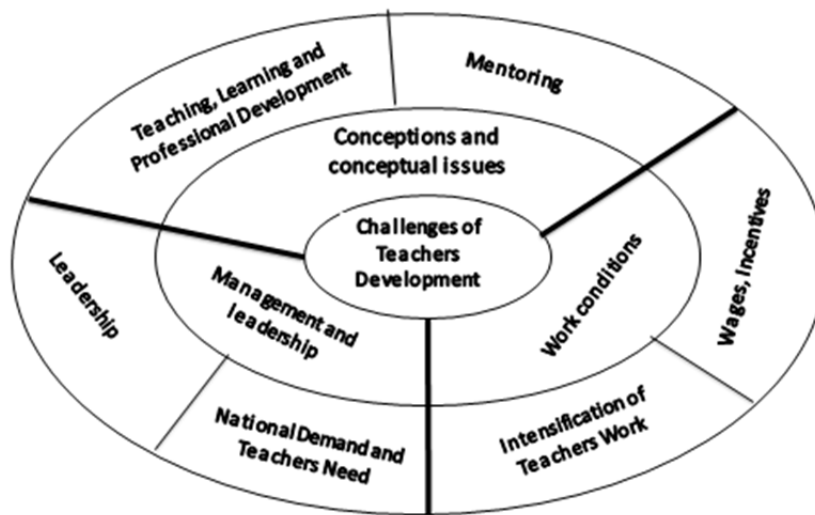 Teaching, Learning and
Professional Development
Mentoring
Conceptions and
conceptual issues
Challenges of
Teachers
Development
Leadership
Management and
leadership
Work conditions
Wages, Incentives
National Demand and
Teachers Need
Intensification of
Teachers Work